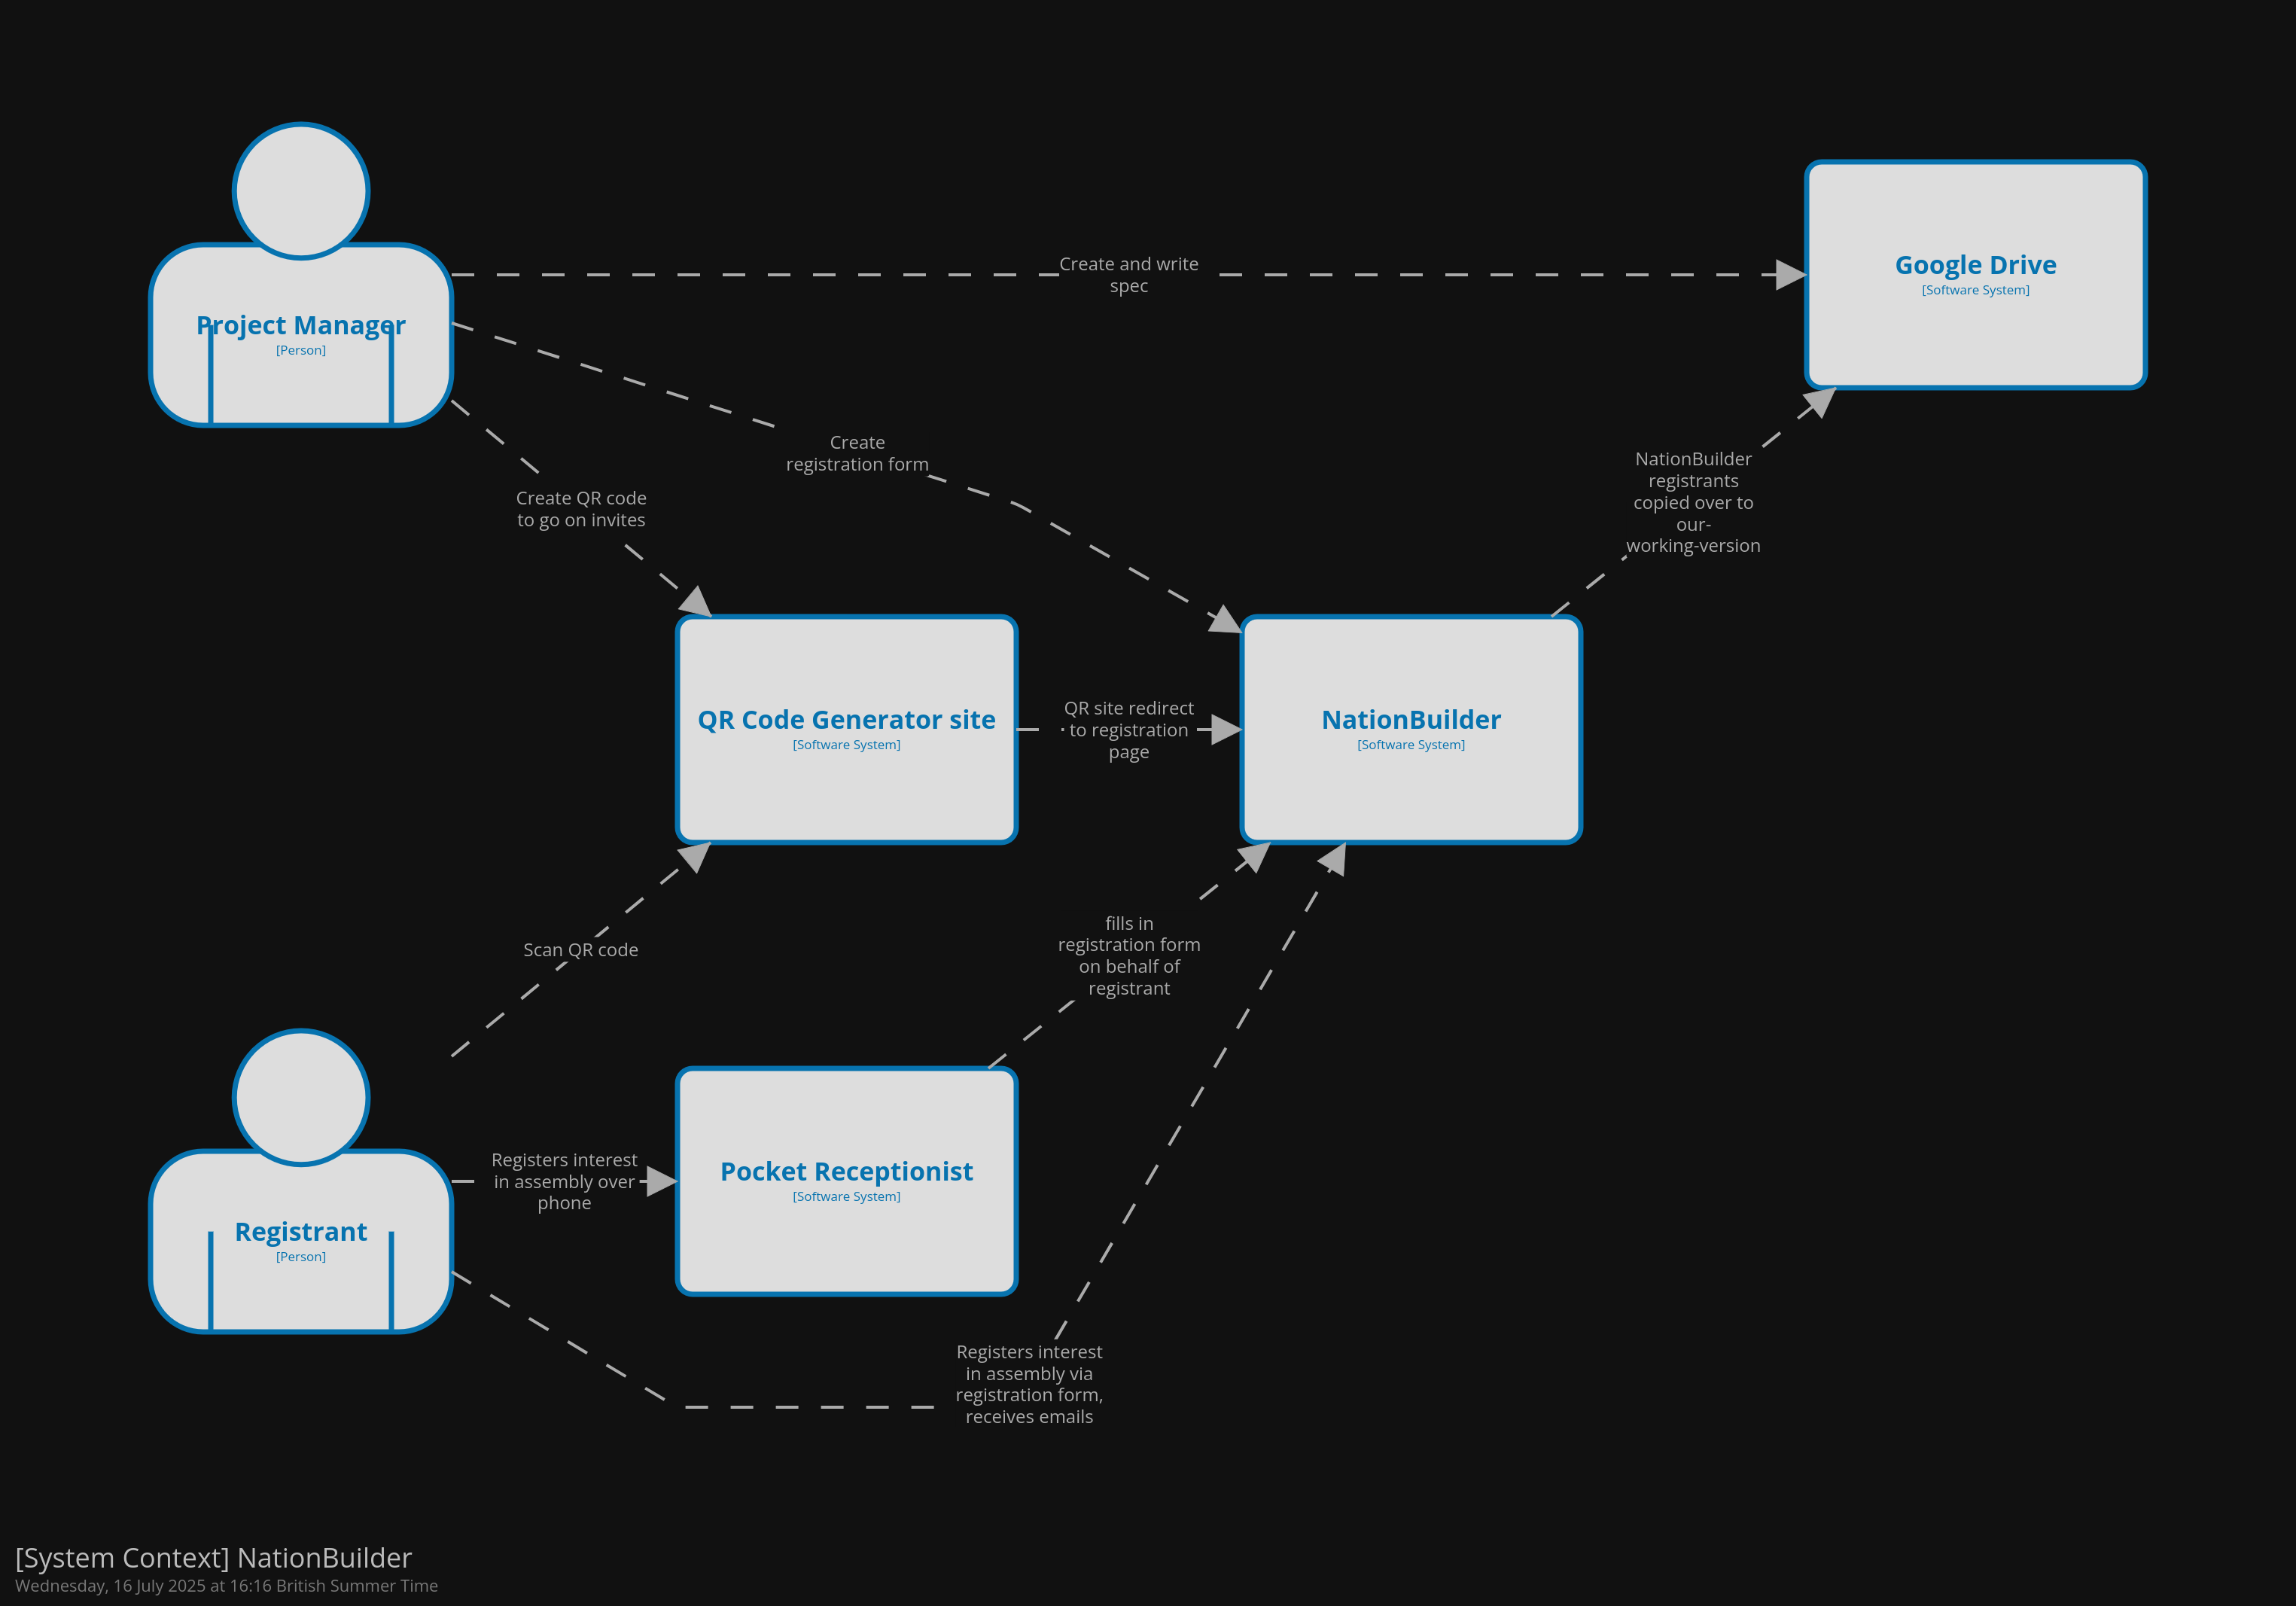 Create and write
spec
Google Drive
[Software System]
Project Manager
[Person]
Create
registration form
NationBuilder
registrants
copied over to
our-
working-version
Create QR code
to go on invites
QR Code Generator site
[Software System]
QR site redirect
to registration
page
NationBuilder
[Software System]
Scan QR code
fills in
registration form
on behalf of
registrant
Registers interest
in assembly over
phone
Pocket Receptionist
[Software System]
Registrant
[Person]
Registers interest
in assembly via
registration form,
receives emails
[System Context] NationBuilder
Wednesday, 16 July 2025 at 16:16 British Summer Time